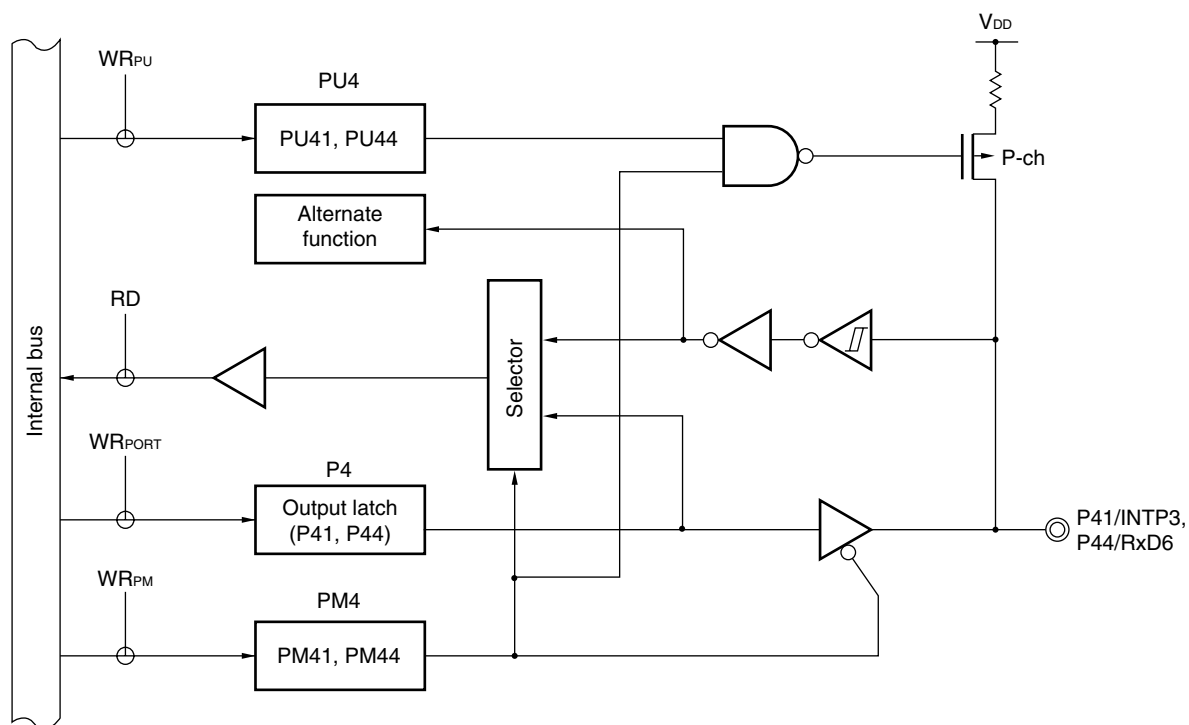 VDD
WRPU
PU4
PU41, PU44
P-ch
Alternate
function
RD
Internal bus
Selector
WRPORT
P4
Output latch
(P41, P44)
P41/INTP3,
P44/RxD6
WRPM
PM4
PM41, PM44